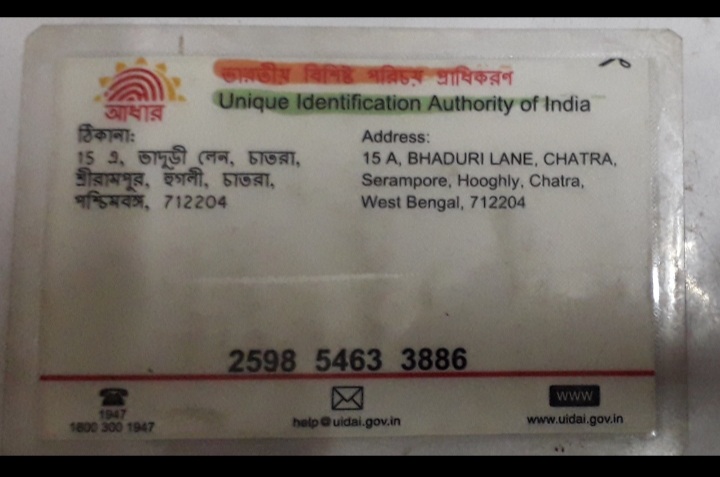 ভারতীয় বিশিষ্ট পরিচয় প্রাধিকরণ
Unique Identification Authority of India
আধার
ঠিকানা:
15 এ, ভাদূড়ী লেন, চাতরা,
শ্রীরামপুর, হুগলী, চাতরা,
পশ্চিমবঙ্গ, 712204
Address:
15 A, BHADURI LANE, CHATRA,
Serampore, Hooghly, Chatra,
West Bengal, 712204
2598 5463 3886
1947
1800 300 1947
help@uidai.gov.in
WWW
www.uidai.gov.in